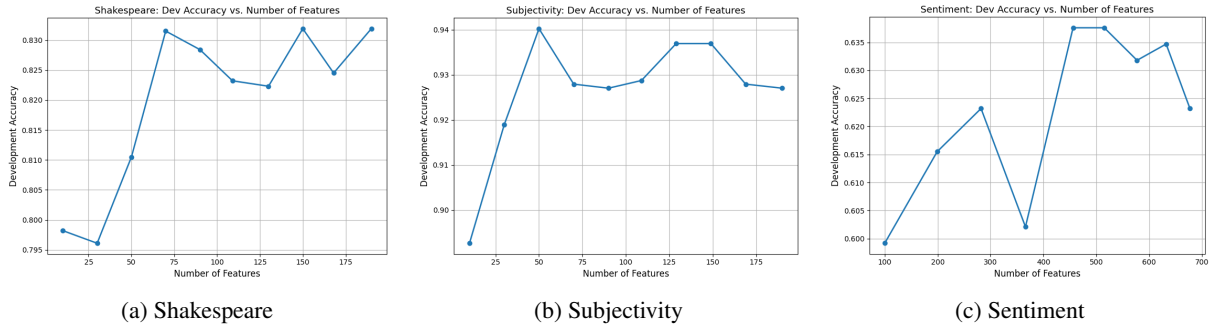 Shakespeare: Dev Accuracy vs. Number of Features
0.830
0.825
0.820
0.815
0.810
0.805
0.800
0.795
Development Accuracy
25 50 75 100 125 150 175
Number of Features
(a) Shakespeare
Subjectivity: Dev Accuracy vs. Number of Features
0.94
0.93
0.92
0.91
0.90
Development Accuracy
25 50 75 100 125 150 175
Number of Features
(b) Subjectivity
Sentiment: Dev Accuracy vs. Number of Features
0.635
0.630
0.625
0.620
0.615
0.610
0.605
0.600
Development Accuracy
100 200 300 400 500 600 700
Number of Features
(c) Sentiment